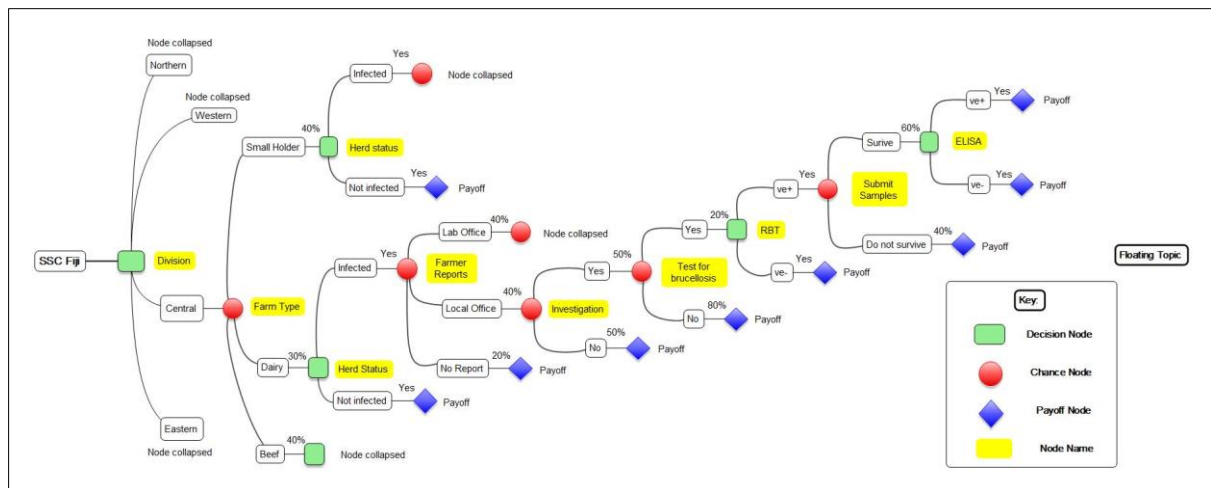 SSC Fiji
Division
Node collapsed
Northern
Node collapsed
Western
Central
Eastern
Node collapsed
Farm Type
Small Holder
40%
Herd status
Infected
Yes
Node collapsed
Not infected
Yes
Payoff
Dairy
30%
Herd Status
Infected
Yes
Farmer
Reports
Lab Office
40%
Node collapsed
Local Office
40%
Investigation
Yes
50%
Test for
brucellosis
Yes
20%
RBT
ve+
Yes
Submit
Samples
Surive
60%
ELISA
ve+
Yes
Payoff
ve-
Yes
Payoff
Do not survive
40%
Payoff
ve-
Yes
Payoff
No
80%
Payoff
No
50%
Payoff
No Report
20%
Payoff
Not infected
Yes
Payoff
Beef
40%
Node collapsed
Floating Topic
Key:
Decision Node
Chance Node
Payoff Node
Node Name